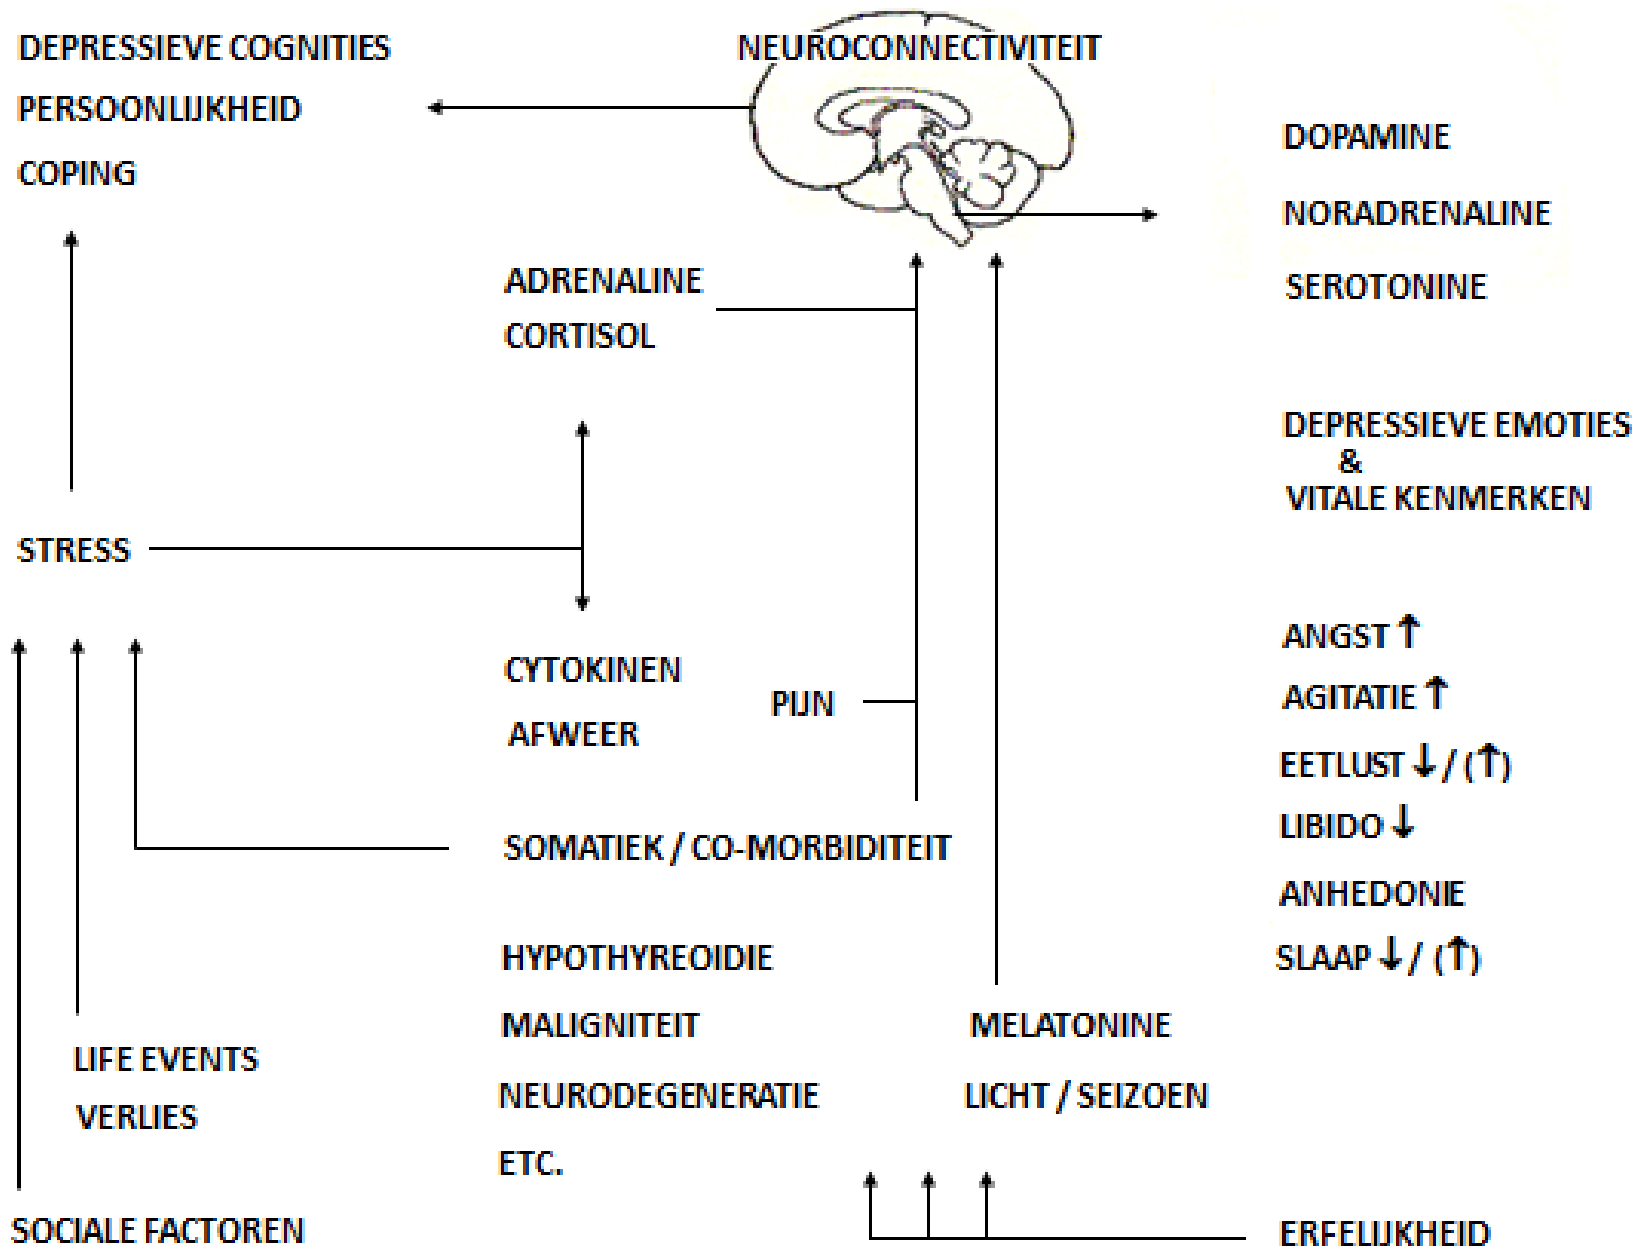 DEPRESSIEVE COGNITIES
PERSOONLIJKHEID
COPING
NEUROCONNECTIVITEIT
DOPAMINE
NORADRENALINE
SEROTONINE
ADRENALINE
CORTISOL
DEPRESSIEVE EMOTIES
&
VITALE KENMERKEN
STRESS
CYTOKINEN
AFWEER
PIJN
ANGST ↑
AGITATIE ↑
EETLUST ↓ / (↑)
LIBIDO ↓
ANHEDONIE
SLAAP ↓ / (↑)
SOMATIEK / CO-MORBIDITEIT
HYPOTHYREOIDIE
MALIGNITEIT
NEURODEGENERATIE
ETC.
MELATONINE
LICHT / SEIZOEN
LIFE EVENTS
VERLIES
SOCIALE FACTOREN
ERFELIJKHEID